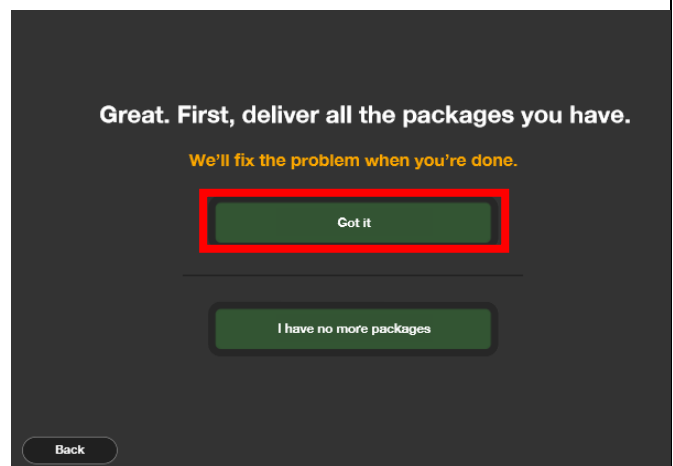 Great. First, deliver all the packages you have.
We'll fix the problem when you're done.
Got it
I have no more packages
Back